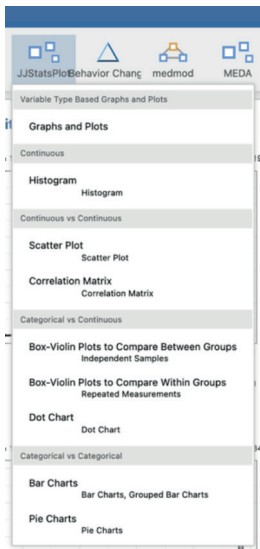 JJStatsPlot Behavior Chang medmod MEDA
Variable Type Based Graphs and Plots
Graphs and Plots
Continuous
Histogram
Histogram
Continuous vs Continuous
Scatter Plot
Scatter Plot
Correlation Matrix
Correlation Matrix
Categorical vs Continuous
Box-Violin Plots to Compare Between Groups
Independent Samples
Box-Violin Plots to Compare Within Groups
Repeated Measurements
Dot Chart
Dot Chart
Categorical vs Categorical
Bar Charts
Bar Charts, Grouped Bar Charts
Pie Charts
Pie Charts